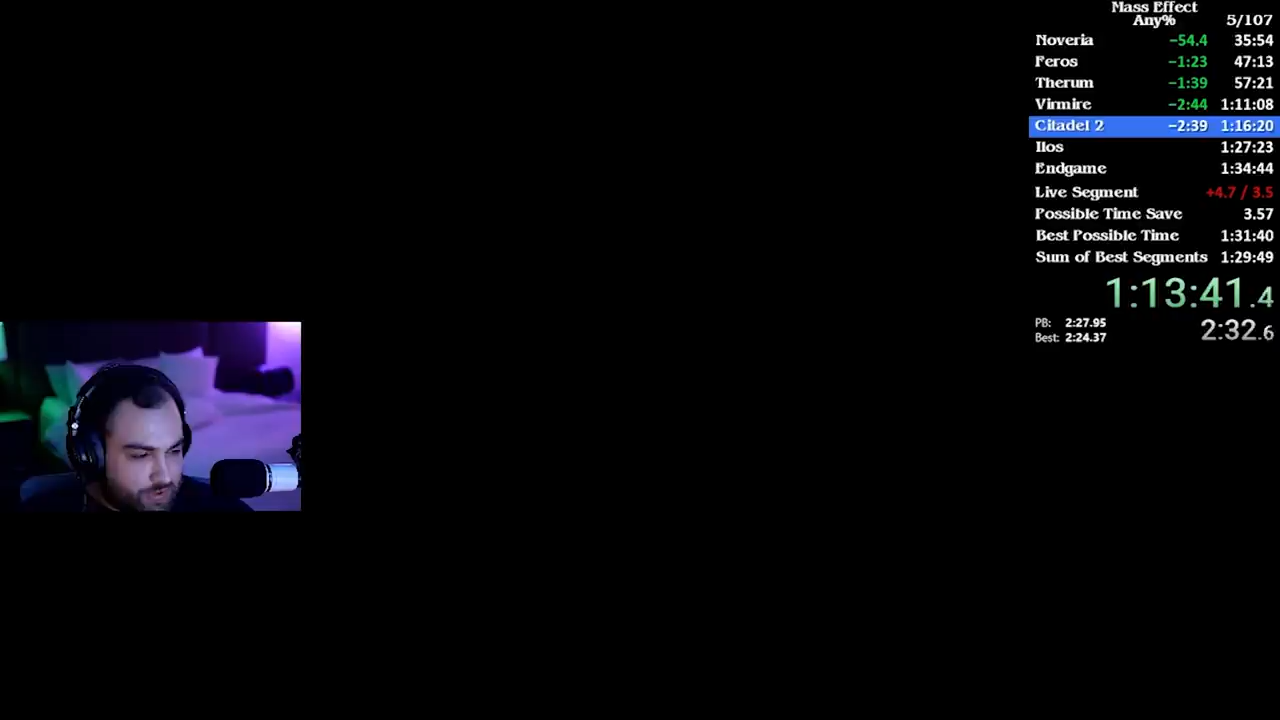 Mass Effect
Any% 5/107
Noveria −54.4 35:54
Feros −1:23 47:13
Therum −1:39 57:21
Virmire −2:44 1:11:08
Citadel 2 −2:39 1:16:20
Ilos 1:27:23
Endgame 1:34:44
Live Segment +4.7 / 3.5
Possible Time Save 3.57
Best Possible Time 1:31:40
Sum of Best Segments 1:29:49
1:13:41.4
PB: 2:27.95 2:32.6
Best: 2:24.37